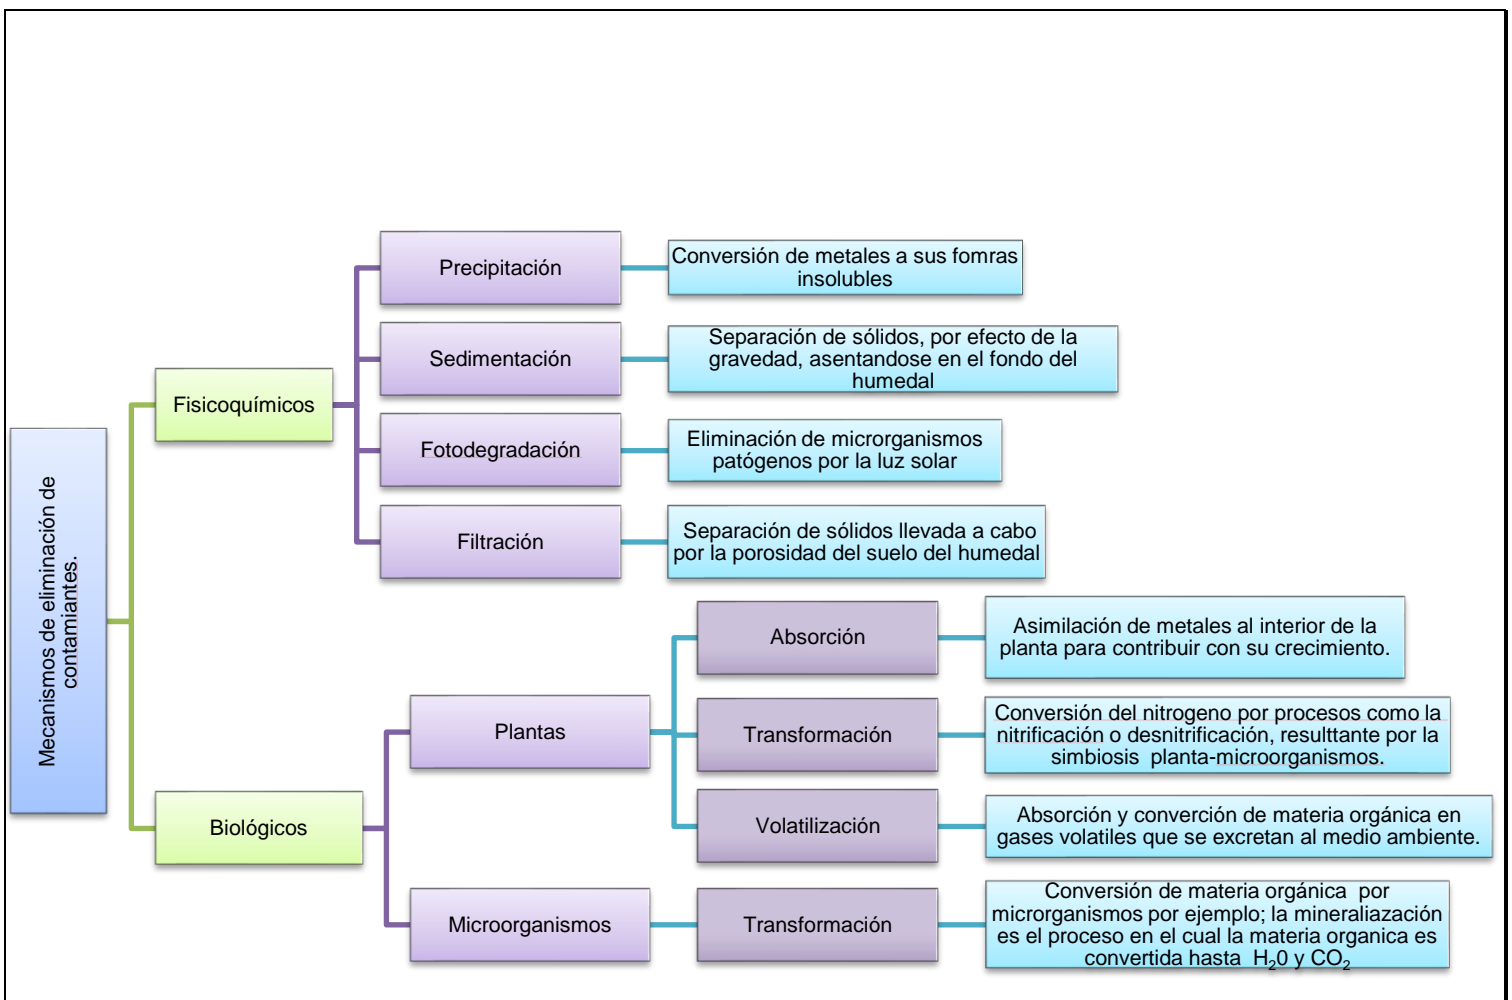 Mecanismos de eliminación de
contamiantes.
Fisicoquímicos
Precipitación
Conversión de metales a sus fomras
insolubles
Sedimentación
Separación de sólidos, por efecto de la
gravedad, asentandose en el fondo del
humedal
Fotodegradación
Eliminación de microrganismos
patógenos por la luz solar
Filtración
Separación de sólidos llevada a cabo
por la porosidad del suelo del humedal
Biológicos
Plantas
Absorción
Asimilación de metales al interior de la
planta para contribuir con su crecimiento.
Transformación
Conversión del nitrogeno por procesos como la
nitrificación o desnitrificación, resulttante por la
simbiosis planta-microorganismos.
Volatilización
Absorción y converción de materia orgánica en
gases volatiles que se excretan al medio ambiente.
Microorganismos
Transformación
Conversión de materia orgánica por
microrganismos por ejemplo; la mineraliazación
es el proceso en el cual la materia organica es
convertida hasta H₂0 y CO₂